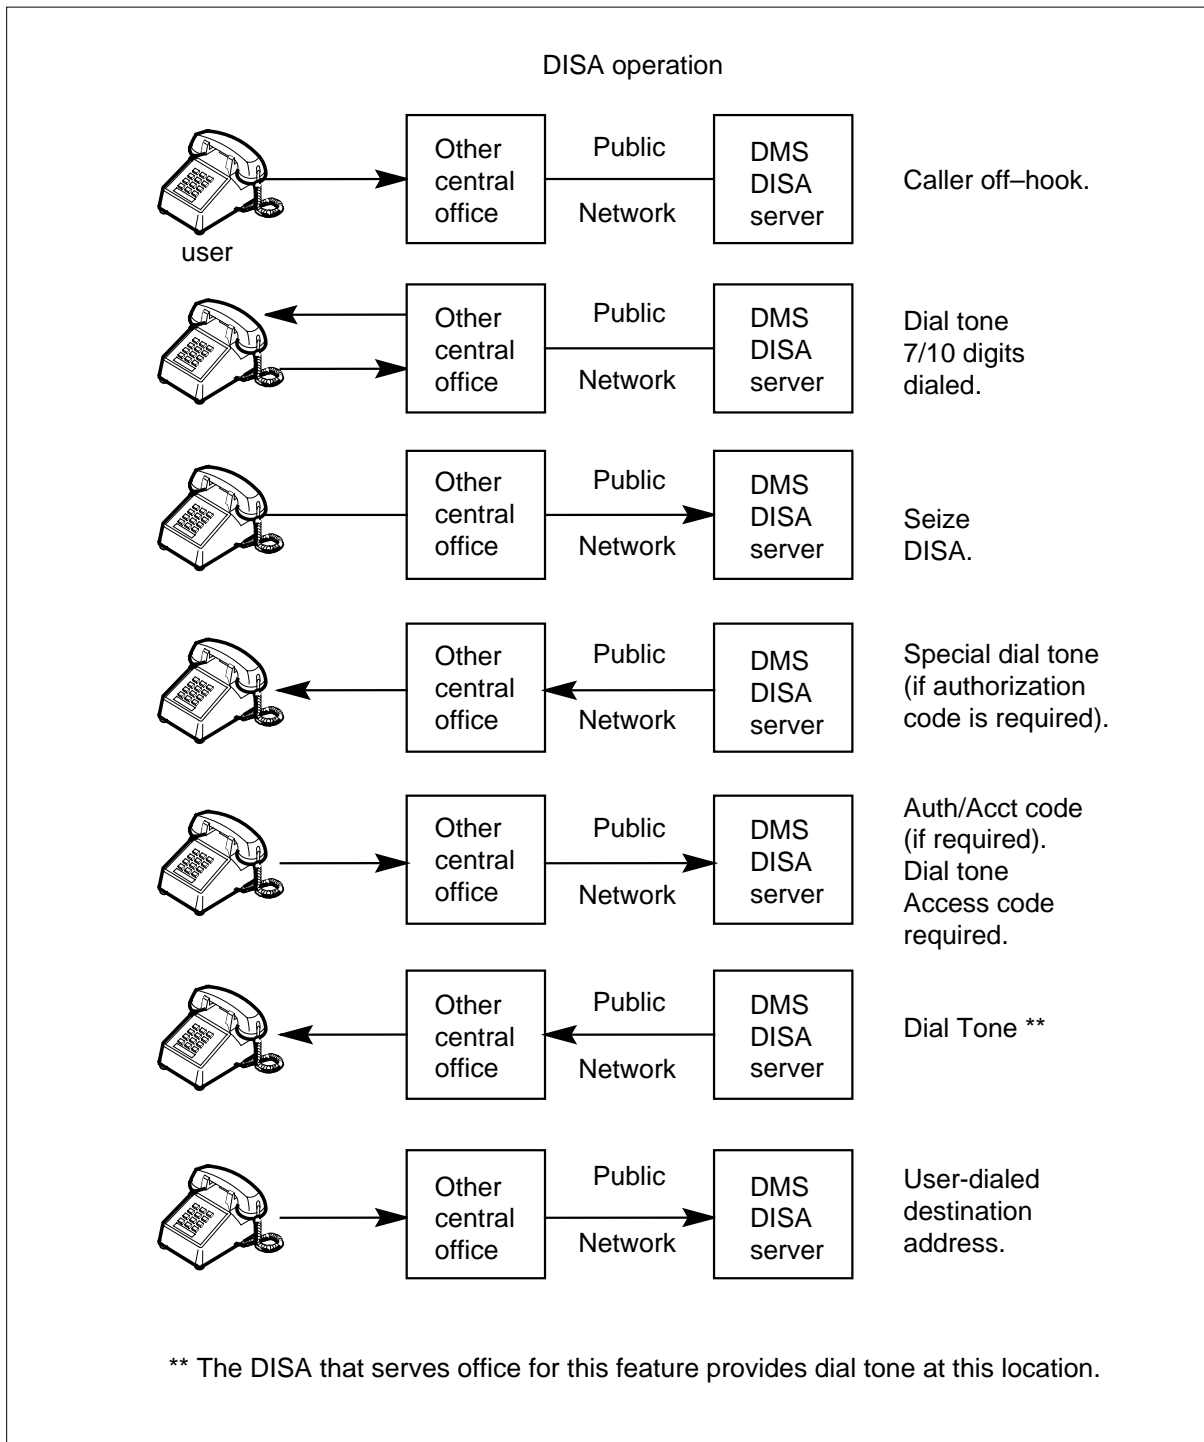 DISA operation
Other
central
office
Public
Network
DMS
DISA
server
Caller off–hook.
user
Other
central
office
Public
Network
DMS
DISA
server
Dial tone
7/10 digits
dialed.
Other
central
office
Public
Network
DMS
DISA
server
Seize
DISA.
Other
central
office
Public
Network
DMS
DISA
server
Special dial tone
(if authorization
code is required).
Other
central
office
Public
Network
DMS
DISA
server
Auth/Acct code
(if required).
Dial tone
Access code
required.
Other
central
office
Public
Network
DMS
DISA
server
Dial Tone **
Other
central
office
Public
Network
DMS
DISA
server
User-dialed
destination
address.
** The DISA that serves office for this feature provides dial tone at this location.